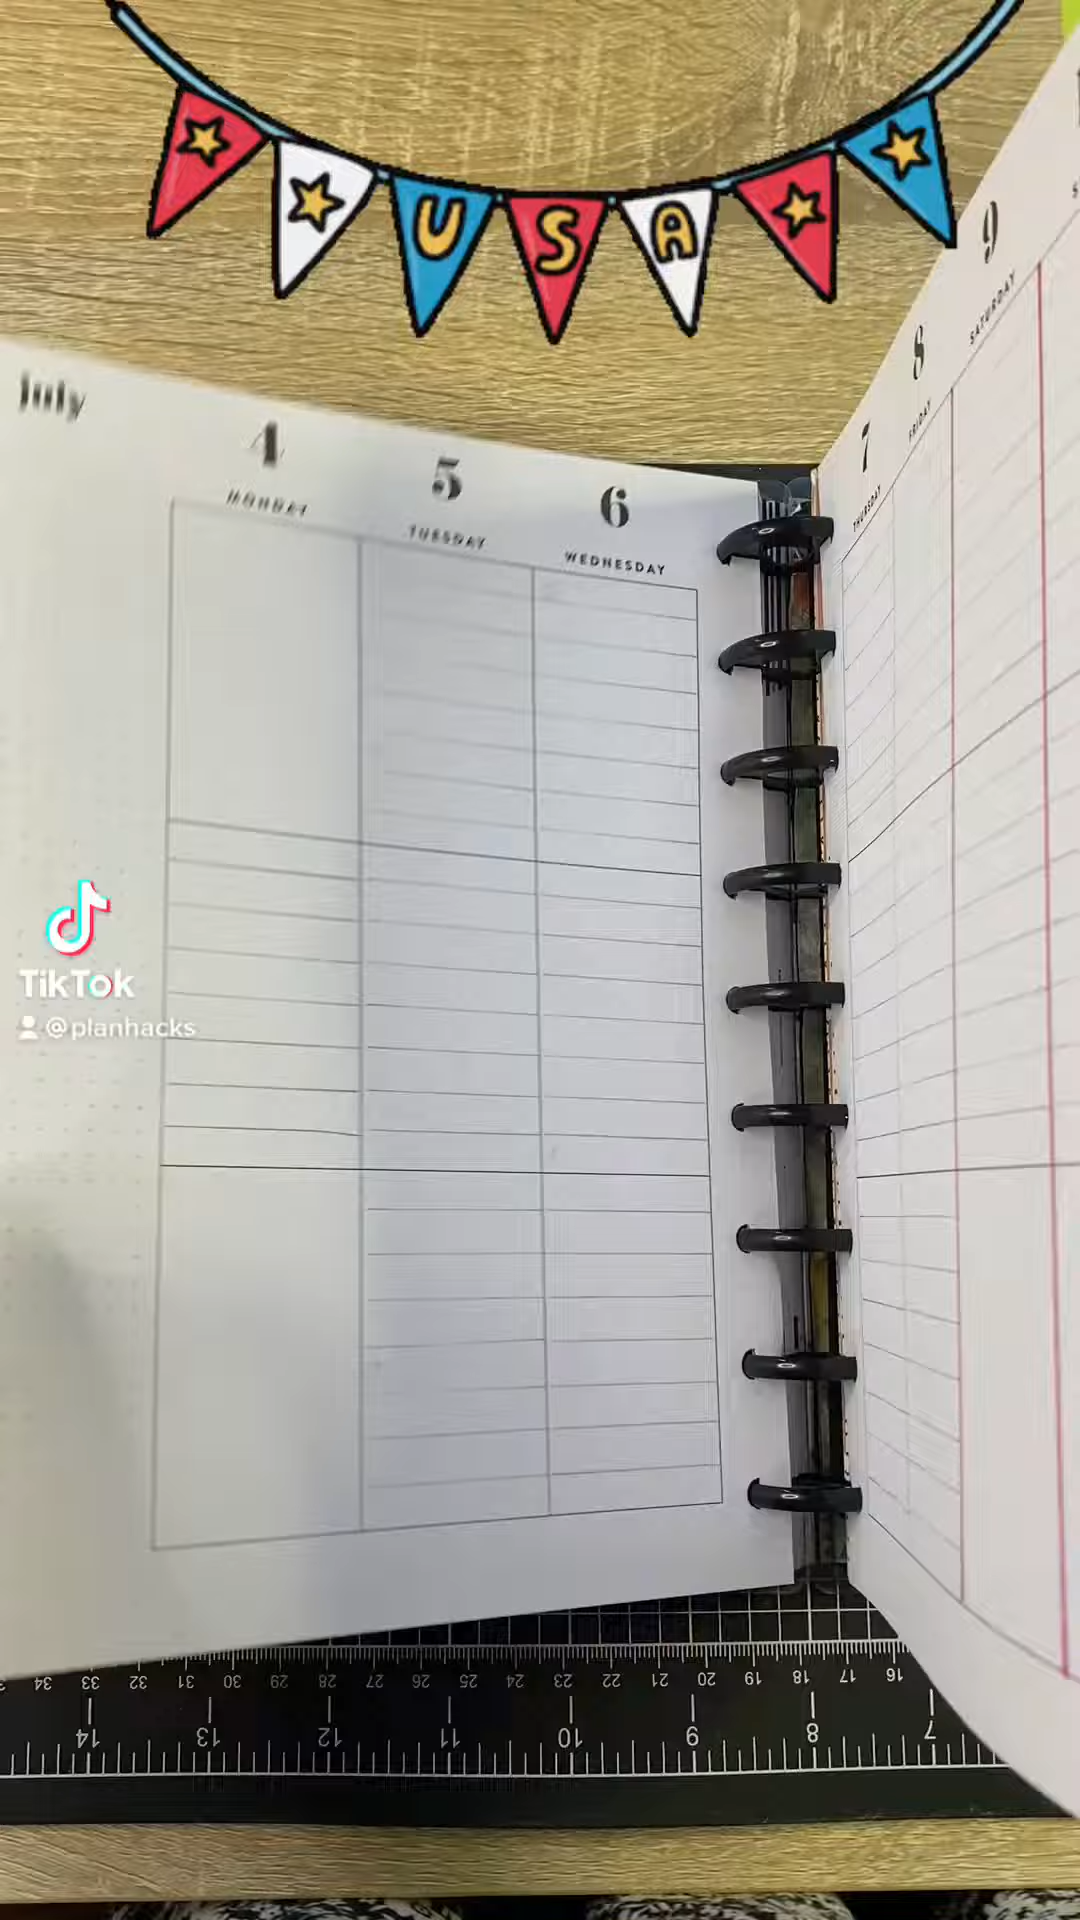 USA
July
4
MONDAY
5
TUESDAY
6
WEDNESDAY
7
THURSDAY
8
FRIDAY
9
SATURDAY
TikTok
@planhacks
34 33 32 31 30 29 28 27 26 25 24 23 22 21 20 19 18 17 16
14 13 12 11 10 9 8 7